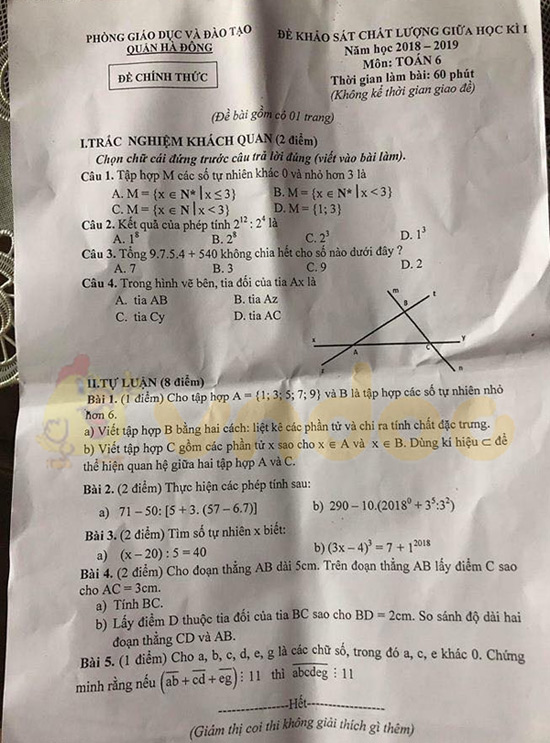 PHÒNG GIÁO DỤC VÀ ĐÀO TẠO
QUẬN HÀ ĐÔNG
ĐỀ CHÍNH THỨC
ĐỀ KHẢO SÁT CHẤT LƯỢNG GIỮA HỌC KÌ I
Năm học 2018 – 2019
Môn: TOÁN 6
Thời gian làm bài: 60 phút
(Không kể thời gian giao đề)
(Đề bài gồm có 01 trang)
I.TRẮC NGHIỆM KHÁCH QUAN (2 điểm)
Chọn chữ cái đứng trước câu trả lời đúng (viết vào bài làm).
Câu 1. Tập hợp M các số tự nhiên khác 0 và nhỏ hơn 3 là
A. M = {x ∈ N* | x ≤ 3} B. M = {x ∈ N* | x < 3}
C. M = {x ∈ N | x < 3} D. M = {1; 3}
Câu 2. Kết quả của phép tính 2¹² : 2⁴ là
A. 1⁸ B. 2⁸ C. 2³ D. 1³
Câu 3. Tổng 9.7.5.4 + 540 không chia hết cho số nào dưới đây ?
A. 7 B. 3 C. 9 D. 2
Câu 4. Trong hình vẽ bên, tia đối của tia Ax là
A. tia AB B. tia Az
C. tia Cy D. tia AC
m
t
B
x
y
A
C
z
n
II.TỰ LUẬN (8 điểm)
Bài 1. (1 điểm) Cho tập hợp A = {1; 3; 5; 7; 9} và B là tập hợp các số tự nhiên nhỏ
hơn 6.
a) Viết tập hợp B bằng hai cách: liệt kê các phần tử và chỉ ra tính chất đặc trưng.
b) Viết tập hợp C gồm các phần tử x sao cho x ∈ A và x ∈ B. Dùng kí hiệu ⊂ để
thể hiện quan hệ giữa hai tập hợp A và C.
Bài 2. (2 điểm) Thực hiện các phép tính sau:
a) 71 – 50: [5 + 3. (57 – 6.7)] b) 290 – 10.(2018⁰ + 3⁵:3²)
Bài 3. (2 điểm) Tìm số tự nhiên x biết:
a) (x – 20) : 5 = 40 b) (3x – 4)³ = 7 + 1²⁰¹⁸
Bài 4. (2 điểm) Cho đoạn thẳng AB dài 5cm. Trên đoạn thẳng AB lấy điểm C sao
cho AC = 3cm.
a) Tính BC.
b) Lấy điểm D thuộc tia đối của tia BC sao cho BD = 2cm. So sánh độ dài hai
đoạn thẳng CD và AB.
Bài 5. (1 điểm) Cho a, b, c, d, e, g là các chữ số, trong đó a, c, e khác 0. Chứng
minh rằng nếu (a̅b̅ + c̅d̅ + e̅g̅) ⋮ 11 thì a̅b̅c̅d̅e̅g̅ ⋮ 11
----------------Hết----------------
(Giám thị coi thi không giải thích gì thêm)